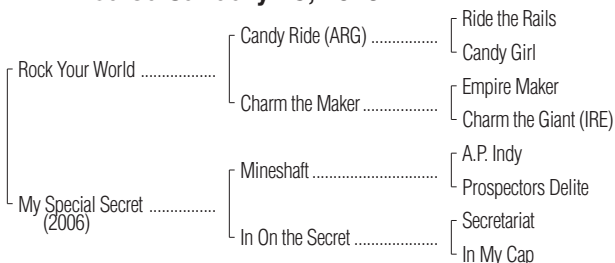 Ride the Rails
Candy Ride (ARG) ..................
Candy Girl
Rock Your World ..................
Empire Maker
Charm the Maker ..................
Charm the Giant (IRE)
A.P. Indy
Mineshaft ..............................
Prospectors Delite
My Special Secret ................
(2006)
Secretariat
In On the Secret ....................
In My Cap